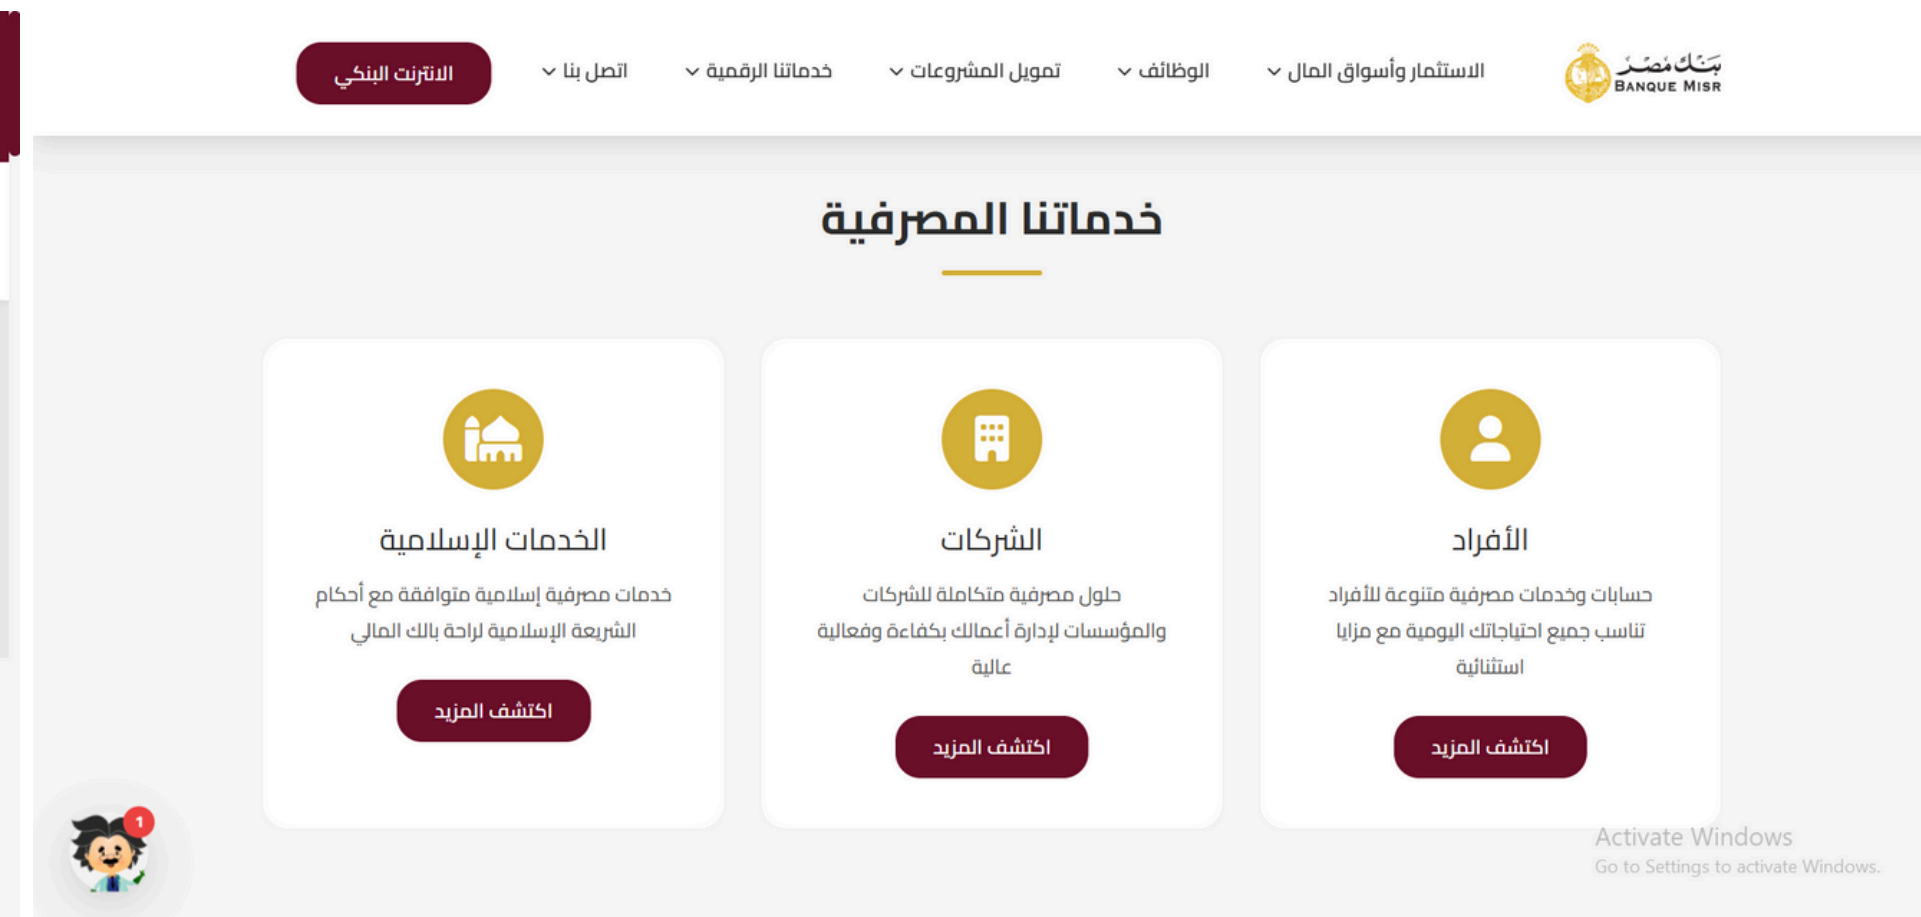 بنك مصر
BANQUE MISR
الاستثمار وأسواق المال
الوظائف
تمويل المشروعات
خدماتنا الرقمية
اتصل بنا
الانترنت البنكي
خدماتنا المصرفية
الأفراد
حسابات وخدمات مصرفية متنوعة للأفراد
تناسب جميع احتياجاتك اليومية مع مزايا
استثنائية
اكتشف المزيد
الشركات
حلول مصرفية متكاملة للشركات
والمؤسسات لإدارة أعمالك بكفاءة وفعالية
عالية
اكتشف المزيد
الخدمات الإسلامية
خدمات مصرفية إسلامية متوافقة مع أحكام
الشريعة الإسلامية لراحة بالك المالي
اكتشف المزيد
1
Activate Windows
Go to Settings to activate Windows.